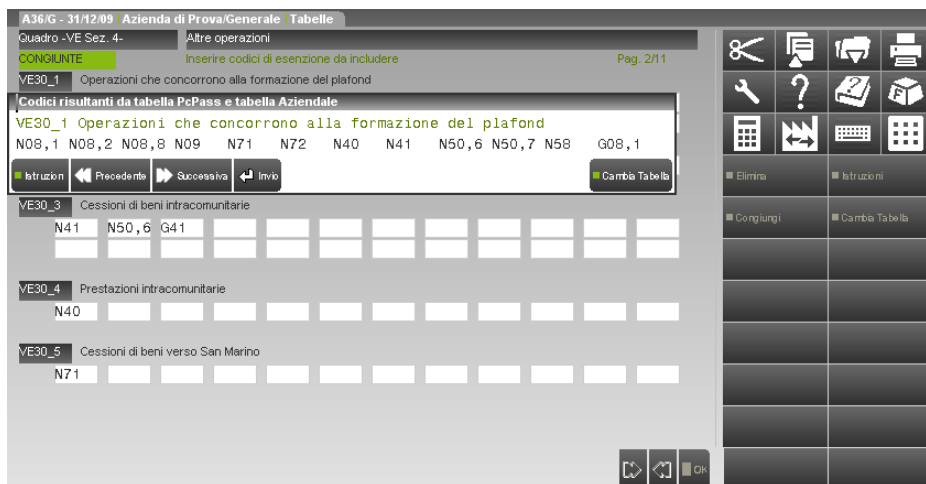 A36/G - 31/12/09 Azienda di Prova/Generale Tabelle
Quadro -VE Sez. 4- Altre operazioni
CONGIUNTE Inserire codici di esenzione da includere Pag. 2/11
VE30_1 Operazioni che concorrono alla formazione del plafond
Codici risultanti da tabella PcPass e tabella Aziendale
VE30_1 Operazioni che concorrono alla formazione del plafond
N08,1 N08,2 N08,8 N09 N71 N72 N40 N41 N50,6 N50,7 N58 G08,1
Istruzion Precedente Successiva Invio Cambia Tabella
Elimina Istruzioni
VE30_3 Cessioni di beni intracomunitarie
Congiungi Cambia Tabella
N41 N50,6 G41
VE30_4 Prestazioni intracomunitarie
N40
VE30_5 Cessioni di beni verso San Marino
N71
Ok